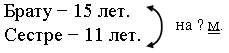 Брату − 15 лет.
на ? м.
Сестре − 11 лет.